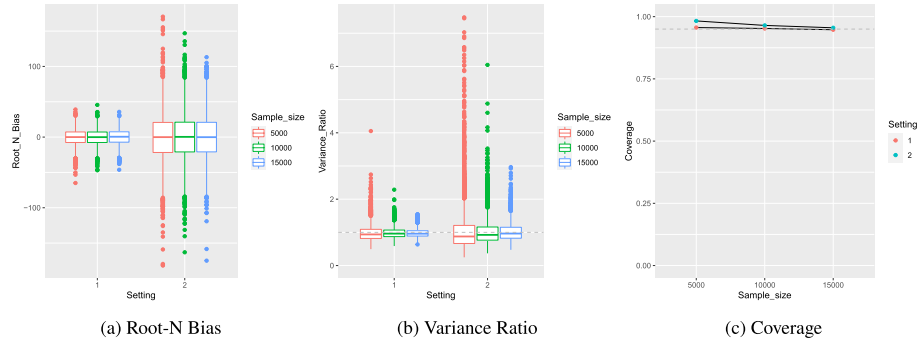 100
0
−100
Root_N_Bias
1
2
Setting
Sample_size
5000
10000
15000
6
4
2
0
Variance_Ratio
1
2
Setting
Sample_size
5000
10000
15000
1.00
0.75
0.50
0.25
0.00
Coverage
5000
10000
15000
Sample_size
Setting
1
2
(a) Root-N Bias
(b) Variance Ratio
(c) Coverage